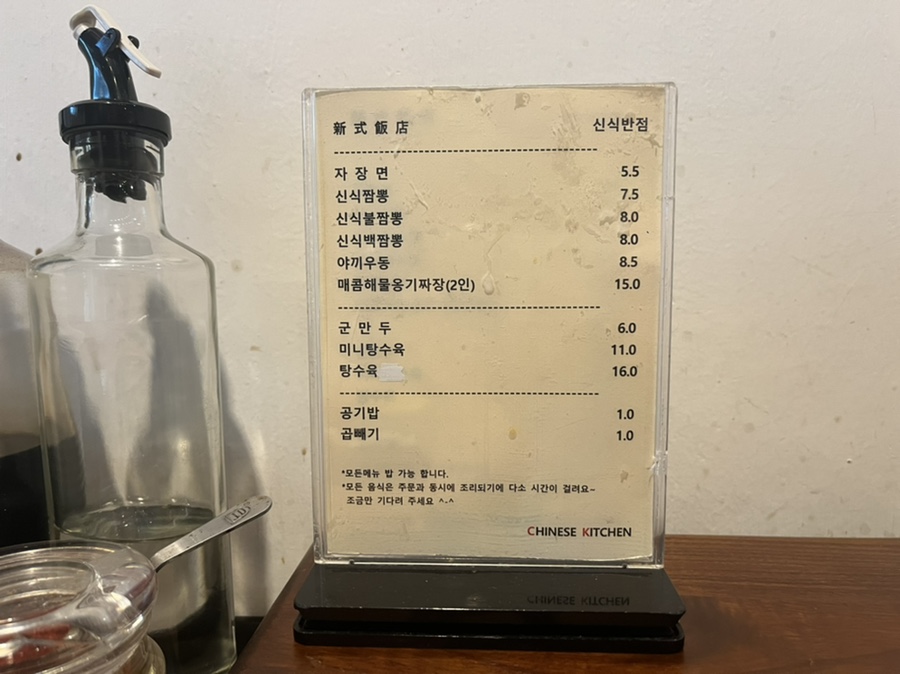 新式飯店 신식반점
자장면 5.5
신식짬뽕 7.5
신식불짬뽕 8.0
신식백짬뽕 8.0
야끼우동 8.5
매콤해물옹기짜장(2인) 15.0
군만두 6.0
미니탕수육 11.0
탕수육 16.0
공기밥 1.0
곱빼기 1.0
*모든메뉴 밥 가능 합니다.
*모든 음식은 주문과 동시에 조리되기에 다소 시간이 걸려요~
조금만 기다려 주세요 ^-^
CHINESE KITCHEN